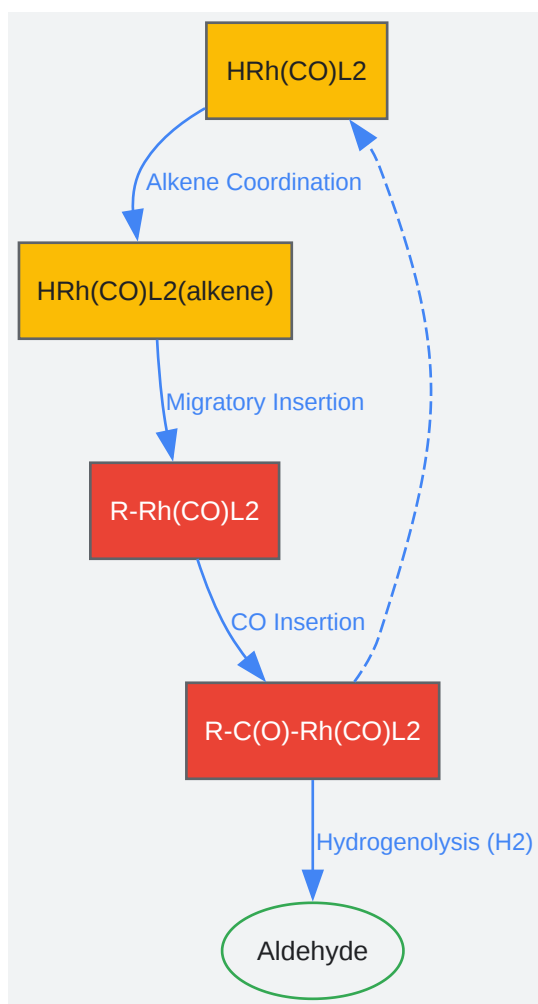 HRh(CO)L2
Alkene Coordination
HRh(CO)L2(alkene)
Migratory Insertion
R-Rh(CO)L2
CO Insertion
R-C(O)-Rh(CO)L2
Hydrogenolysis (H2)
Aldehyde